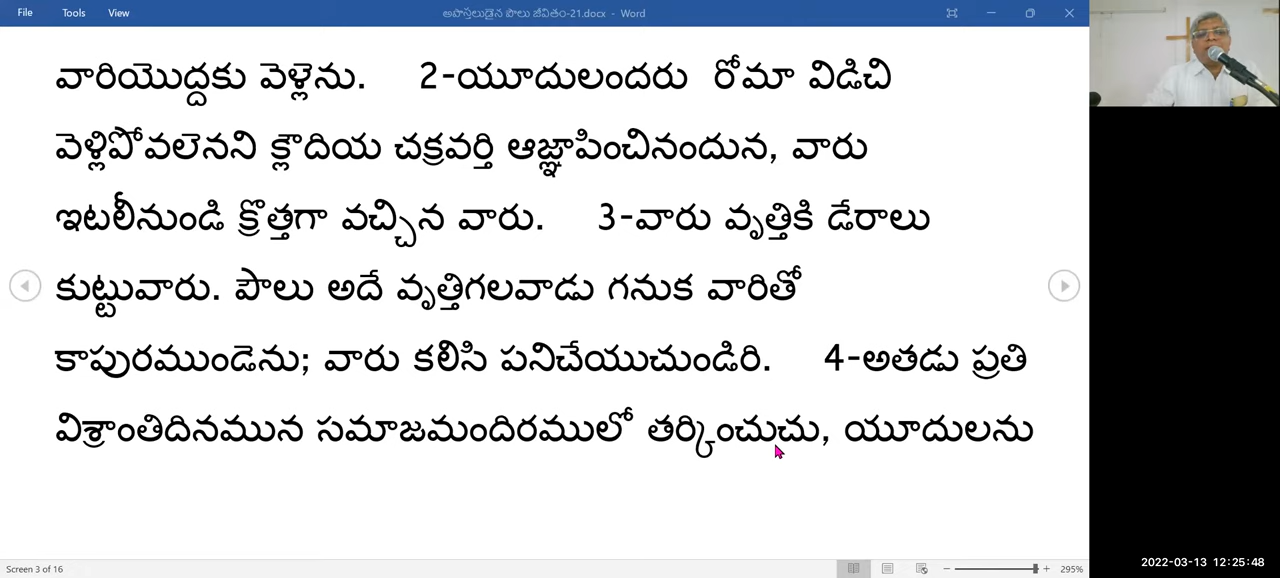 File Tools View అపొస్తలుడైన పౌలు జీవితం-21.docx - Word
వారియొద్దకు వెళ్లెను. 2-యూదులందరు రోమా విడిచి
వెళ్లిపోవలెనని క్లౌదియ చక్రవర్తి ఆజ్ఞాపించినందున, వారు
ఇటలీనుండి క్రొత్తగా వచ్చిన వారు. 3-వారు వృత్తికి డేరాలు
కుట్టువారు. పౌలు అదే వృత్తిగలవాడు గనుక వారితో
కాపురముండెను; వారు కలిసి పనిచేయుచుండిరి. 4-అతడు ప్రతి
విశ్రాంతిదినమున సమాజమందిరములో తర్కించుచు, యూదులను
Screen 3 of 16 295%
2022-03-13 12:25:48